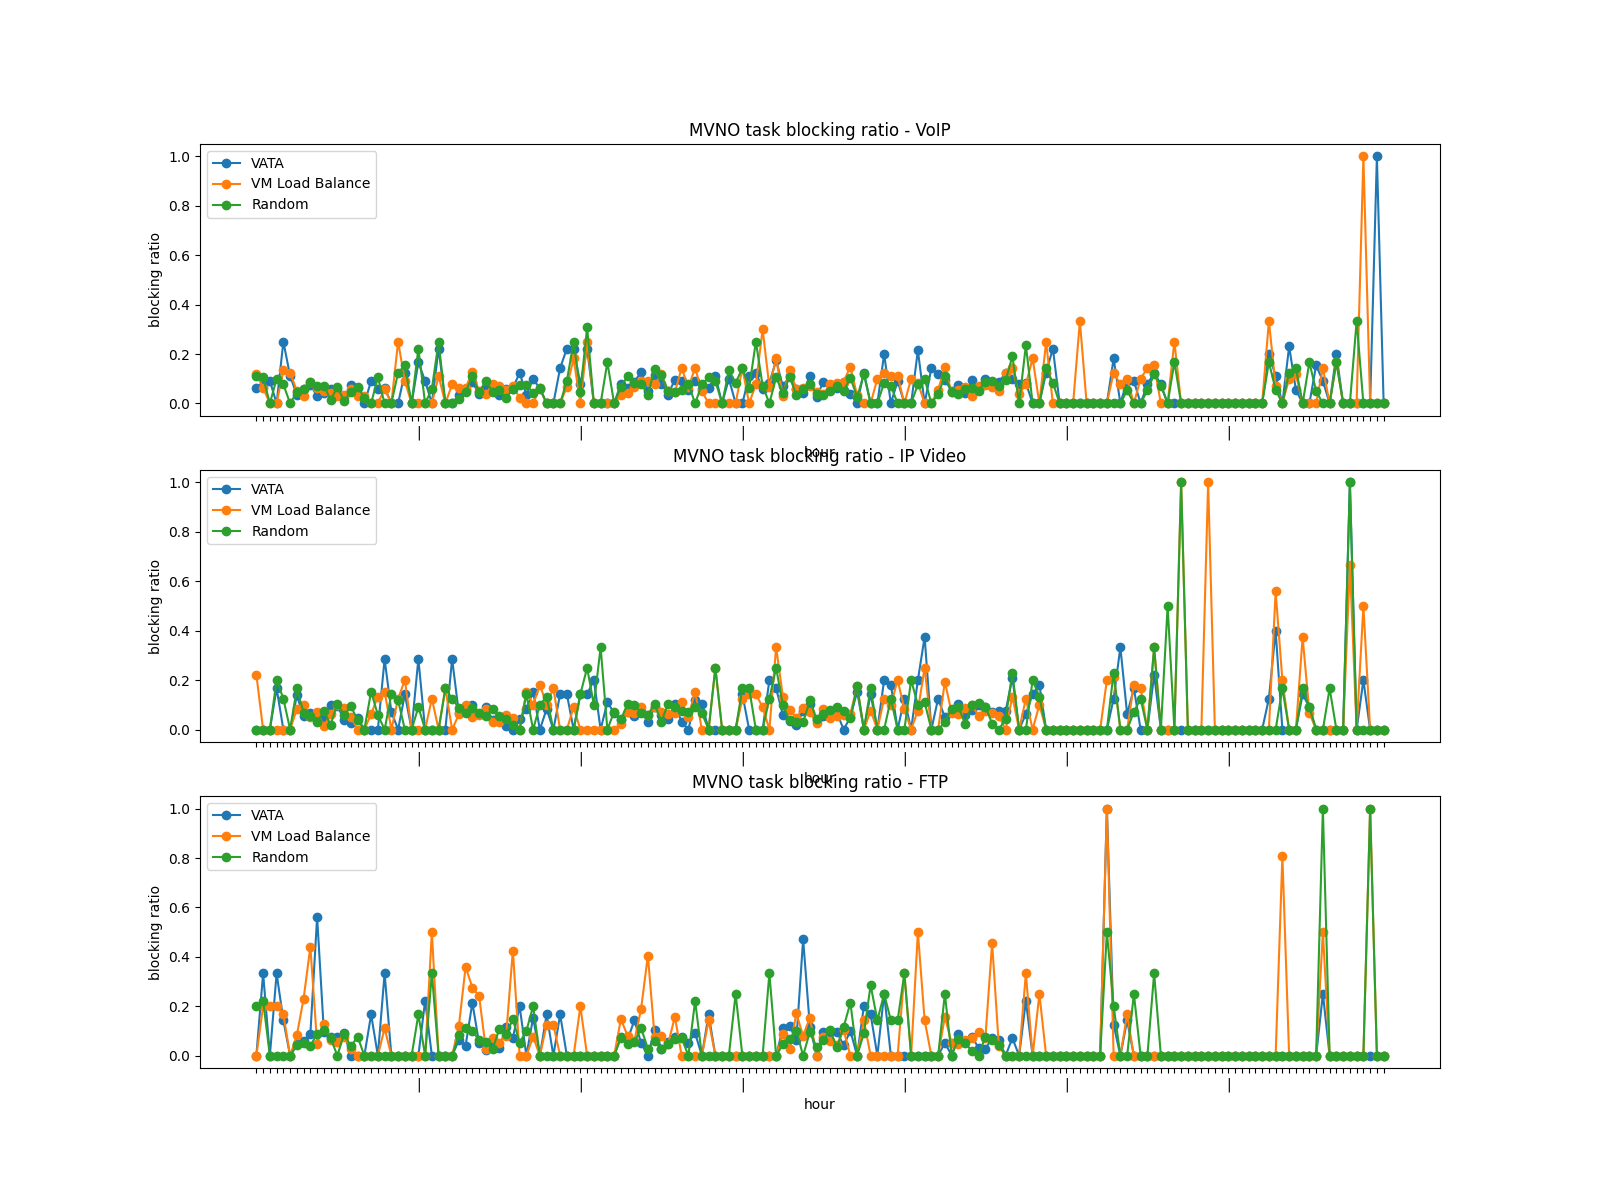 MVNO task blocking ratio - VoIP
1.0
0.8
0.6
0.4
0.2
0.0
blocking ratio
VATA
VM Load Balance
Random
hour
MVNO task blocking ratio - IP Video
1.0
0.8
0.6
0.4
0.2
0.0
blocking ratio
VATA
VM Load Balance
Random
hour
MVNO task blocking ratio - FTP
1.0
0.8
0.6
0.4
0.2
0.0
blocking ratio
VATA
VM Load Balance
Random
hour